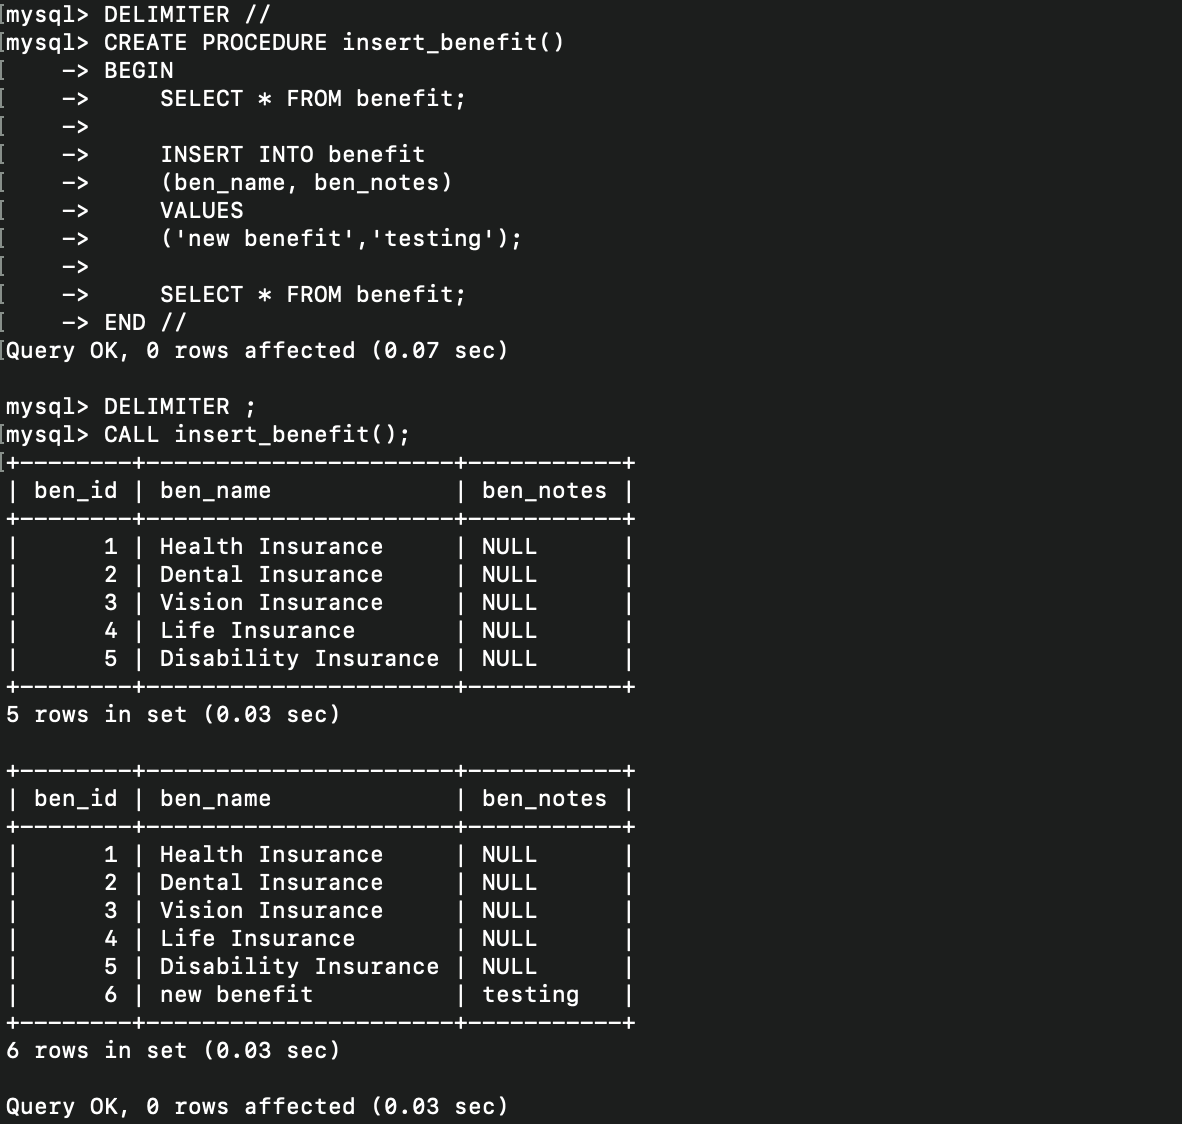 mysql> DELIMITER //
mysql> CREATE PROCEDURE insert_benefit()
    -> BEGIN
    ->     SELECT * FROM benefit;
    ->
    ->     INSERT INTO benefit
    ->     (ben_name, ben_notes)
    ->     VALUES
    ->     ('new benefit','testing');
    ->
    ->     SELECT * FROM benefit;
    -> END //
Query OK, 0 rows affected (0.07 sec)

mysql> DELIMITER ;
mysql> CALL insert_benefit();
+--------+----------------------+-----------+
| ben_id | ben_name             | ben_notes |
+--------+----------------------+-----------+
|      1 | Health Insurance     | NULL      |
|      2 | Dental Insurance     | NULL      |
|      3 | Vision Insurance     | NULL      |
|      4 | Life Insurance       | NULL      |
|      5 | Disability Insurance | NULL      |
+--------+----------------------+-----------+
5 rows in set (0.03 sec)

+--------+----------------------+-----------+
| ben_id | ben_name             | ben_notes |
+--------+----------------------+-----------+
|      1 | Health Insurance     | NULL      |
|      2 | Dental Insurance     | NULL      |
|      3 | Vision Insurance     | NULL      |
|      4 | Life Insurance       | NULL      |
|      5 | Disability Insurance | NULL      |
|      6 | new benefit          | testing   |
+--------+----------------------+-----------+
6 rows in set (0.03 sec)

Query OK, 0 rows affected (0.03 sec)